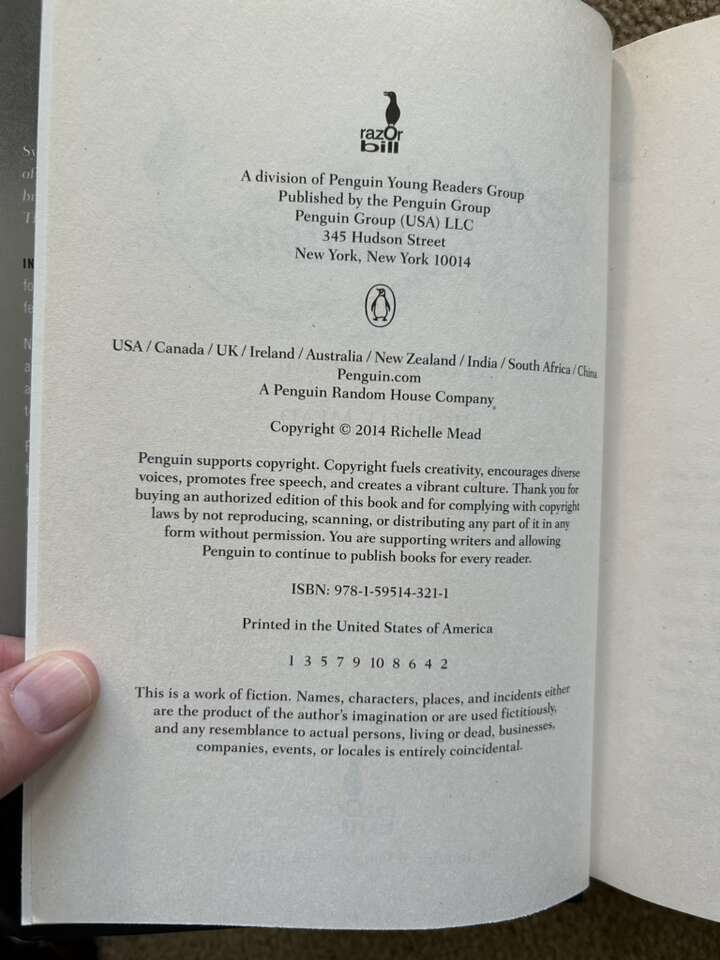 razOr
bill
A division of Penguin Young Readers Group
Published by the Penguin Group
Penguin Group (USA) LLC
345 Hudson Street
New York, New York 10014
USA / Canada / UK / Ireland / Australia / New Zealand / India / South Africa / China
Penguin.com
A Penguin Random House Company
Copyright © 2014 Richelle Mead
Penguin supports copyright. Copyright fuels creativity, encourages diverse
voices, promotes free speech, and creates a vibrant culture. Thank you for
buying an authorized edition of this book and for complying with copyright
laws by not reproducing, scanning, or distributing any part of it in any
form without permission. You are supporting writers and allowing
Penguin to continue to publish books for every reader.
ISBN: 978-1-59514-321-1
Printed in the United States of America
1 3 5 7 9 10 8 6 4 2
This is a work of fiction. Names, characters, places, and incidents either
are the product of the author's imagination or are used fictitiously,
and any resemblance to actual persons, living or dead, businesses,
companies, events, or locales is entirely coincidental.